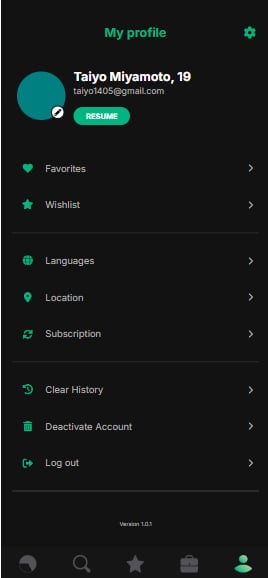 My profile
Taiyo Miyamoto, 19
taiyo1405@gmail.com
RESUME
Favorites
Wishlist
Languages
Location
Subscription
Clear History
Deactivate Account
Log out
Version 1.0.1